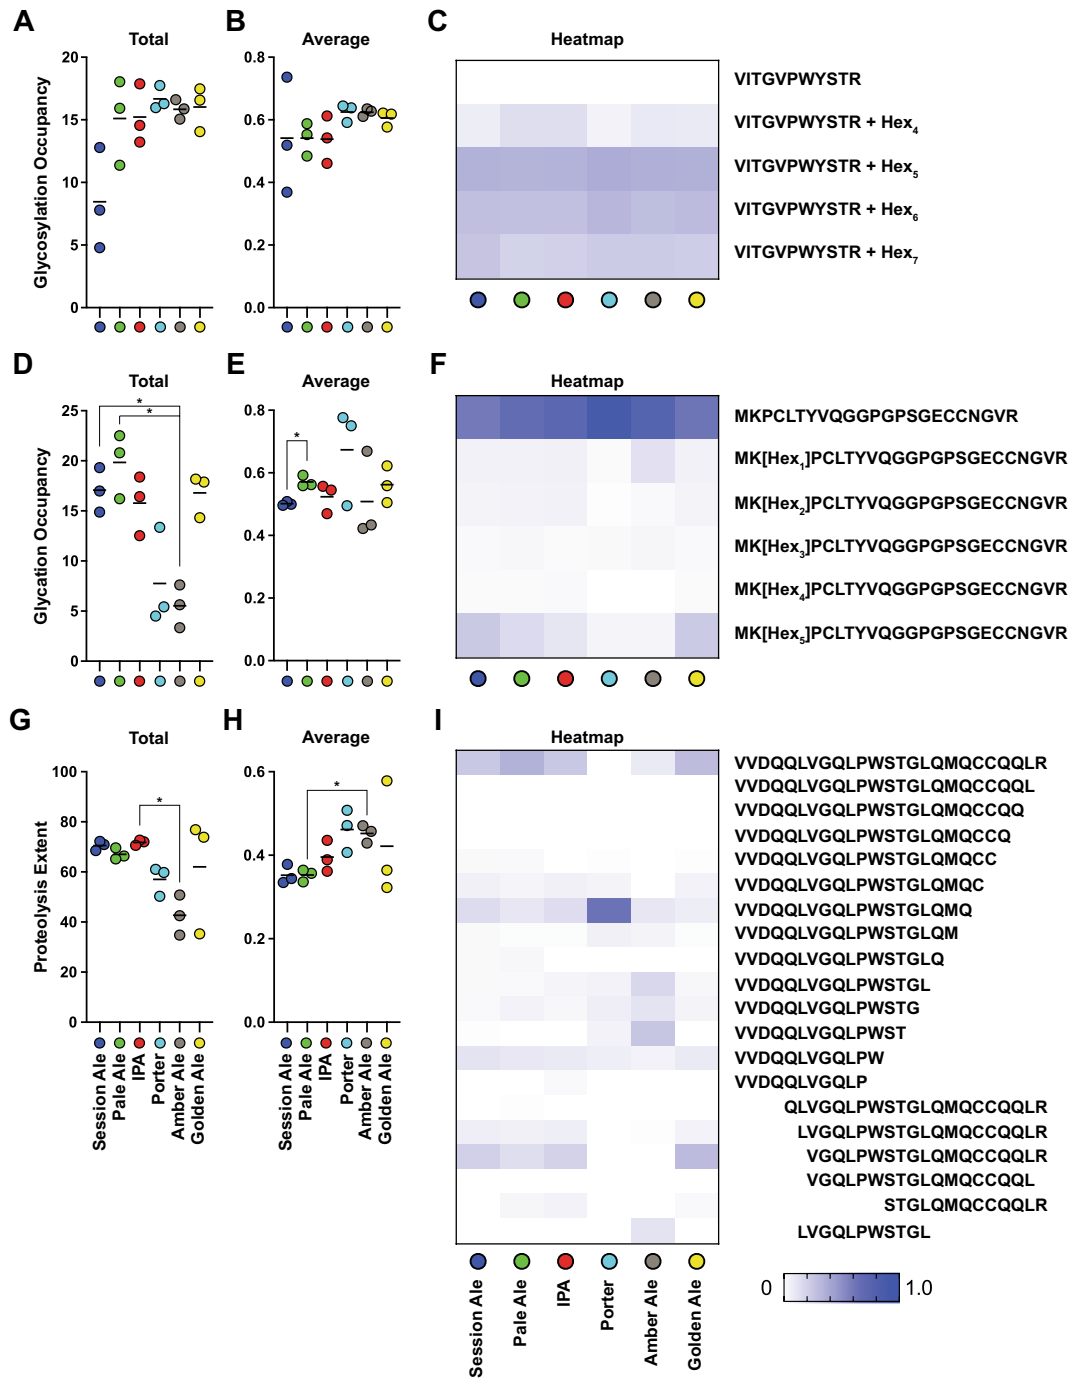 A
Total
Glycosylation Occupancy
20
15
10
5
0
B
Average
0.8
0.6
0.4
0.2
0.0
C
Heatmap
VITGVPWYSTR
VITGVPWYSTR + Hex4
VITGVPWYSTR + Hex5
VITGVPWYSTR + Hex6
VITGVPWYSTR + Hex7
D
Total
Glycation Occupancy
25
20
15
10
5
0
*
*
E
Average
0.8
0.6
0.4
0.2
0.0
*
F
Heatmap
MKPCLTYVQGGPGPSGECCNGVR
MK[Hex1]PCLTYVQGGPGPSGECCNGVR
MK[Hex2]PCLTYVQGGPGPSGECCNGVR
MK[Hex3]PCLTYVQGGPGPSGECCNGVR
MK[Hex4]PCLTYVQGGPGPSGECCNGVR
MK[Hex5]PCLTYVQGGPGPSGECCNGVR
G
Total
Proteolysis Extent
100
80
60
40
20
0
*
Session Ale
Pale Ale
IPA
Porter
Amber Ale
Golden Ale
H
Average
0.6
0.4
0.2
0.0
*
Session Ale
Pale Ale
IPA
Porter
Amber Ale
Golden Ale
I
Heatmap
VVDQQLVGQLPWSTGLQMQCCQQLR
VVDQQLVGQLPWSTGLQMQCCQQL
VVDQQLVGQLPWSTGLQMQCCQQ
VVDQQLVGQLPWSTGLQMQCCQ
VVDQQLVGQLPWSTGLQMQCC
VVDQQLVGQLPWSTGLQMQC
VVDQQLVGQLPWSTGLQMQ
VVDQQLVGQLPWSTGLQM
VVDQQLVGQLPWSTGLQ
VVDQQLVGQLPWSTGL
VVDQQLVGQLPWSTG
VVDQQLVGQLPWST
VVDQQLVGQLPW
VVDQQLVGQLP
QLVGQLPWSTGLQMQCCQQLR
LVGQLPWSTGLQMQCCQQLR
VGQLPWSTGLQMQCCQQLR
VGQLPWSTGLQMQCCQQL
STGLQMQCCQQLR
LVGQLPWSTGL
Session Ale
Pale Ale
IPA
Porter
Amber Ale
Golden Ale
0
1.0